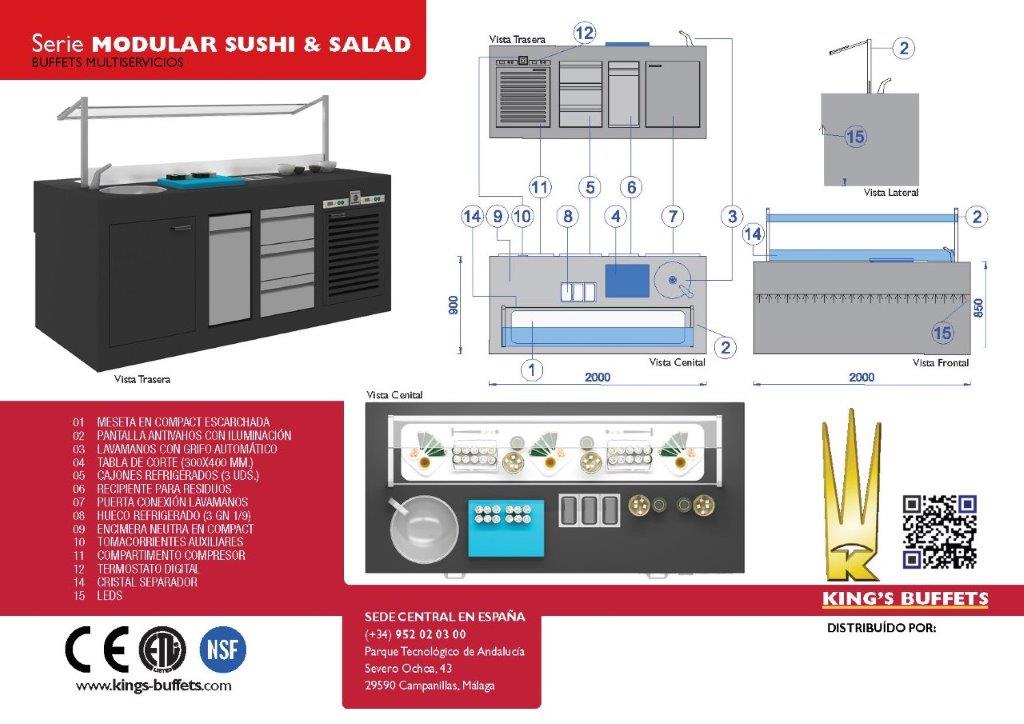 Serie MODULAR SUSHI & SALAD
BUFFETS MULTISERVICIOS
Vista Trasera
Vista Trasera
12
11
5
6
7
3
2
15
Vista Lateral
14
9
10
8
4
900
14
1
2
Vista Cenital
2000
2
14
850
15
Vista Frontal
2000
01 MESETA EN COMPACT ESCARCHADA
02 PANTALLA ANTIVAHOS CON ILUMINACIÓN
03 LAVAMANOS CON GRIFO AUTOMÁTICO
04 TABLA DE CORTE (300X400 MM.)
05 CAJONES REFRIGERADOS (3 UDS.)
06 RECIPIENTE PARA RESIDUOS
07 PUERTA CONEXIÓN LAVAMANOS
08 HUECO REFRIGERADO (3 GN 1/9)
09 ENCIMERA NEUTRA EN COMPACT
10 TOMACORRIENTES AUXILIARES
11 COMPARTIMENTO COMPRESOR
12 TERMOSTATO DIGITAL
14 CRISTAL SEPARADOR
15 LEDS
Vista Cenital
CE
ETL
LISTED
NSF
www.kings-buffets.com
SEDE CENTRAL EN ESPAÑA
(+34) 952 02 03 00
Parque Tecnológico de Andalucía
Severo Ochoa, 43
29590 Campanillas, Málaga
K
KING'S BUFFETS
DISTRIBUÍDO POR: